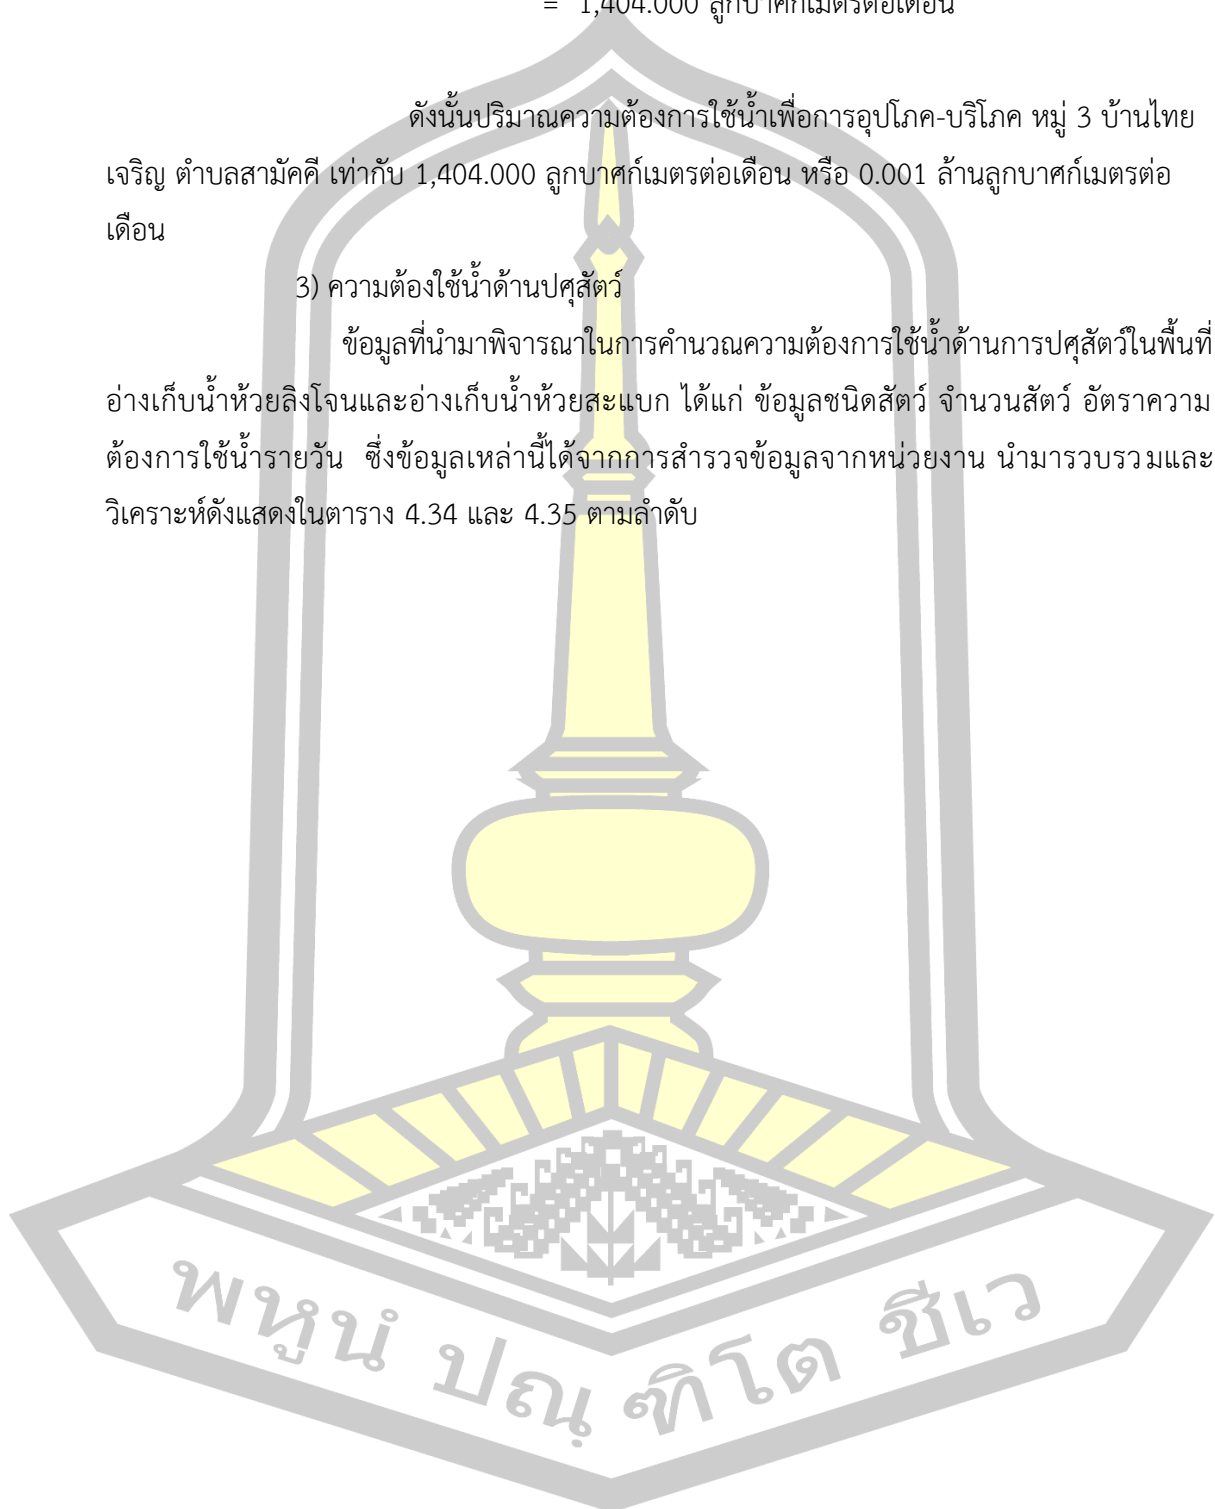 = 1,404.000 ลูกบาศก์เมตรต่อเดือน
ดังนั้นปริมาณความต้องการใช้น้ำเพื่อการอุปโภค-บริโภค หมู่ 3 บ้านไทย
เจริญ ตำบลสามัคคี เท่ากับ 1,404.000 ลูกบาศก์เมตรต่อเดือน หรือ 0.001 ล้านลูกบาศก์เมตรต่อ
เดือน
3) ความต้องใช้น้ำด้านปศุสัตว์
ข้อมูลที่นำมาพิจารณาในการคำนวณความต้องการใช้น้ำด้านการปศุสัตว์ในพื้นที่
อ่างเก็บน้ำห้วยลิงโจนและอ่างเก็บน้ำห้วยสะแบก ได้แก่ ข้อมูลชนิดสัตว์ จำนวนสัตว์ อัตราความ
ต้องการใช้น้ำรายวัน ซึ่งข้อมูลเหล่านี้ได้จากการสำรวจข้อมูลจากหน่วยงาน นำมารวบรวมและ
วิเคราะห์ดังแสดงในตาราง 4.34 และ 4.35 ตามลำดับ
พหูนํ ปณฺ ฑิโต ชีเว